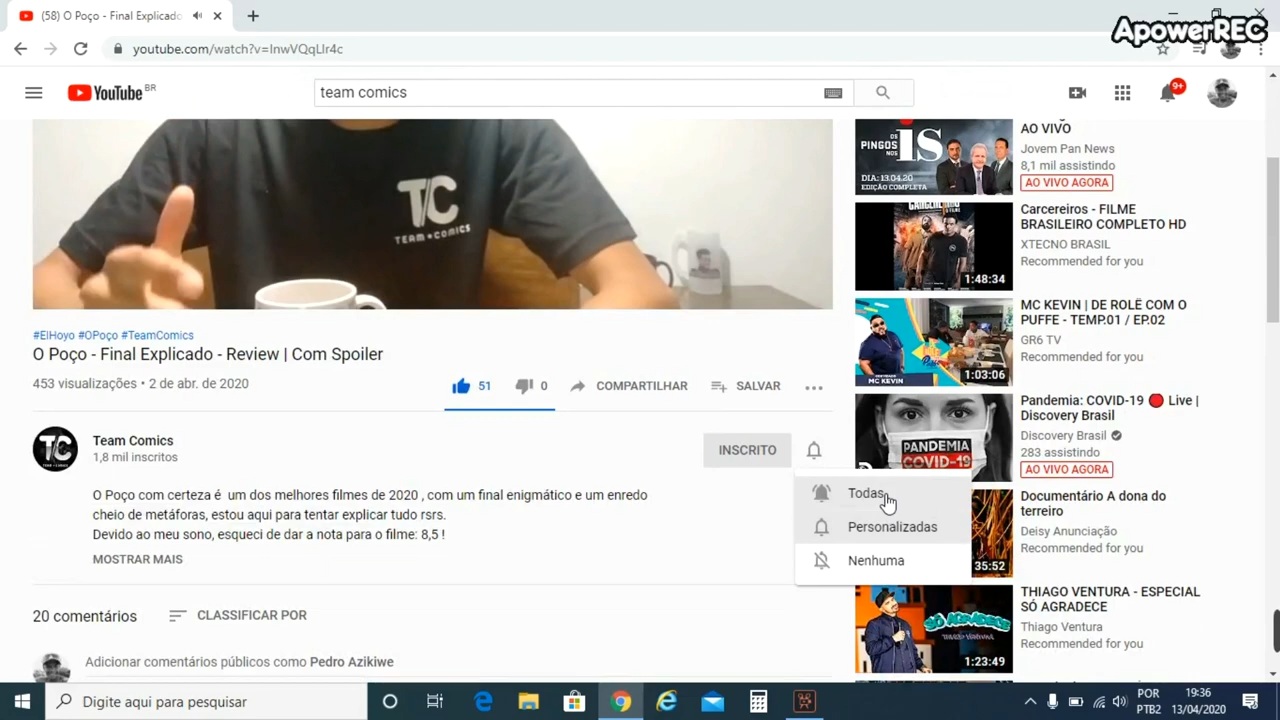 (58) O Poço - Final Explicado
ApowerREC
youtube.com/watch?v=InwVQqLlr4c
YouTube BR
team comics
9+
TC
TEAM COMICS
OS PINGOS NOS IS
DIA: 13.04.20
EDIÇÃO COMPLETA
AO VIVO
Jovem Pan News
8,1 mil assistindo
AO VIVO AGORA
CARCEREIROS
1:48:34
Carcereiros - FILME
BRASILEIRO COMPLETO HD
XTECNO BRASIL
Recommended for you
MC KEVIN
1:03:06
MC KEVIN | DE ROLÊ COM O
PUFFE - TEMP.01 / EP.02
GR6 TV
Recommended for you
#ElHoyo #OPoço #TeamComics
O Poço - Final Explicado - Review | Com Spoiler
453 visualizações • 2 de abr. de 2020
51
0
COMPARTILHAR
SALVAR
PANDEMIA
COVID-19
Pandemia: COVID-19 🔴 Live |
Discovery Brasil
Discovery Brasil
283 assistindo
AO VIVO AGORA
TC
Team Comics
1,8 mil inscritos
INSCRITO
Todas
Personalizadas
Nenhuma
O Poço com certeza é um dos melhores filmes de 2020 , com um final enigmático e um enredo
cheio de metáforas, estou aqui para tentar explicar tudo rsrs.
Devido ao meu sono, esqueci de dar a nota para o filme: 8,5 !
MOSTRAR MAIS
35:52
Documentário A dona do
terreiro
Deisy Anunciação
Recommended for you
20 comentários
CLASSIFICAR POR
Adicionar comentários públicos como Pedro Azikiwe
SÓ AGRADECE
THIAGO VENTURA
1:23:49
THIAGO VENTURA - ESPECIAL
SÓ AGRADECE
Thiago Ventura
Recommended for you
Digite aqui para pesquisar
POR
PTB2
19:36
13/04/2020